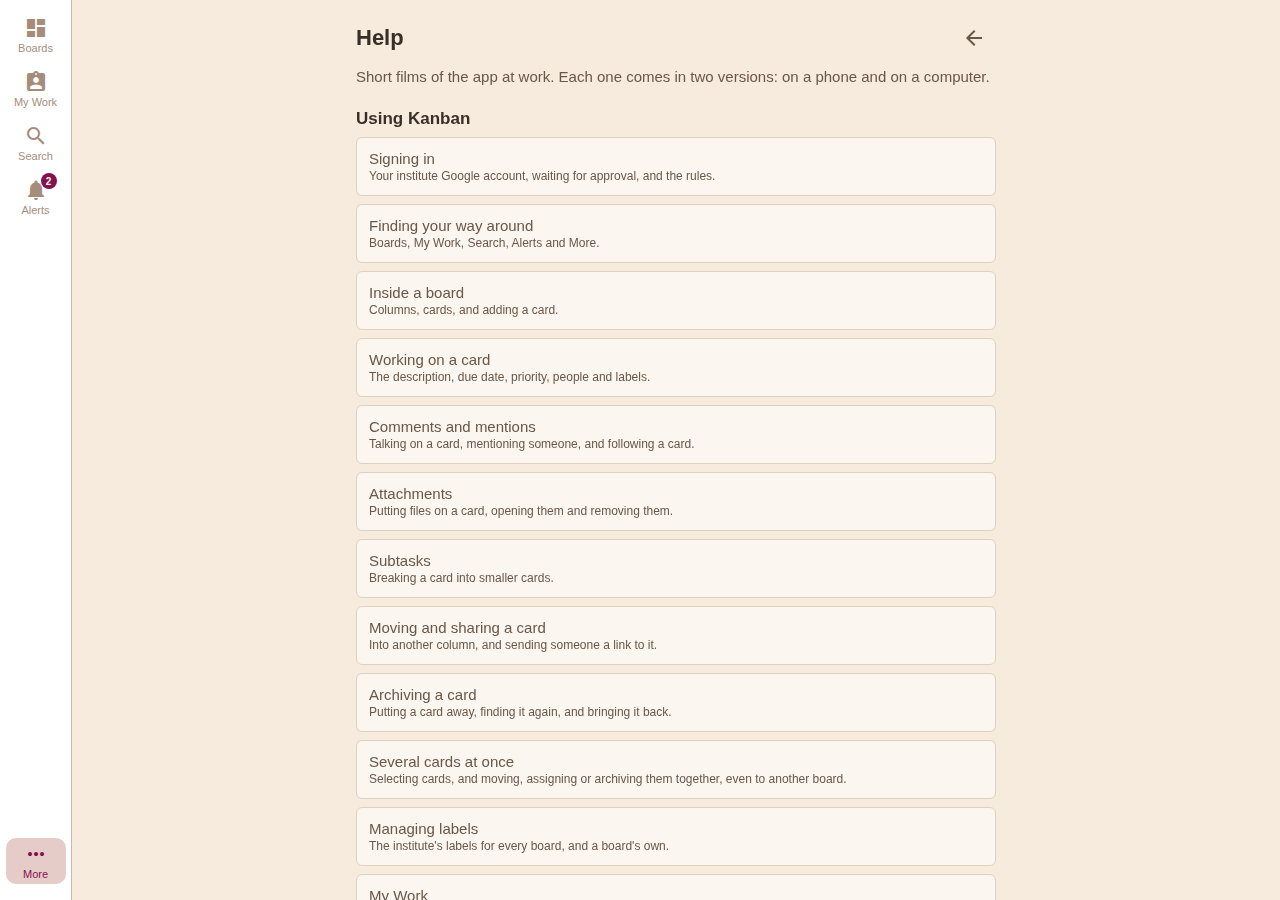 Boards
My Work
Search
2
Alerts
More
Help
Short films of the app at work. Each one comes in two versions: on a phone and on a computer.
Using Kanban
Signing in
Your institute Google account, waiting for approval, and the rules.
Finding your way around
Boards, My Work, Search, Alerts and More.
Inside a board
Columns, cards, and adding a card.
Working on a card
The description, due date, priority, people and labels.
Comments and mentions
Talking on a card, mentioning someone, and following a card.
Attachments
Putting files on a card, opening them and removing them.
Subtasks
Breaking a card into smaller cards.
Moving and sharing a card
Into another column, and sending someone a link to it.
Archiving a card
Putting a card away, finding it again, and bringing it back.
Several cards at once
Selecting cards, and moving, assigning or archiving them together, even to another board.
Managing labels
The institute's labels for every board, and a board's own.
My Work